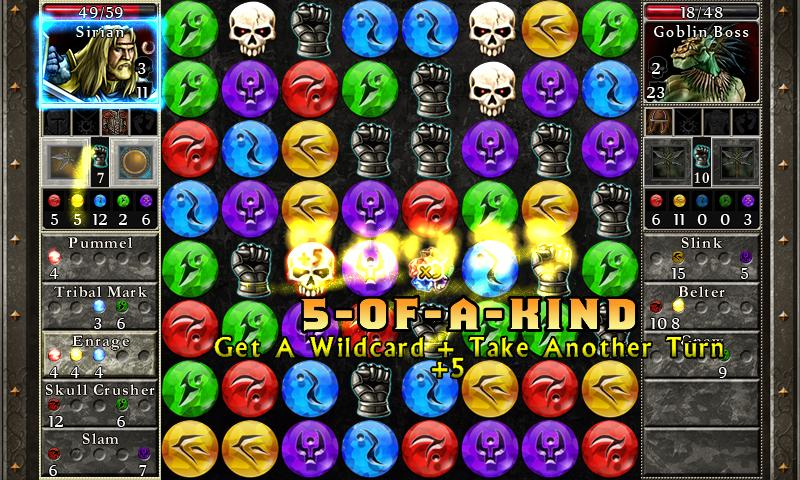 49/59
Sirian
3
11
7
5 5 12 2 6
Pummel
4
Tribal Mark
3 6
Enrage
4 4 4
Skull Crusher
12 6
Slam
6 7
+5
x3
5-OF-A-KIND
Get A Wildcard + Take Another Turn
+5
18/48
Goblin Boss
2
23
10
6 11 0 0 3
Slink
15 5
Belter
10 8
9